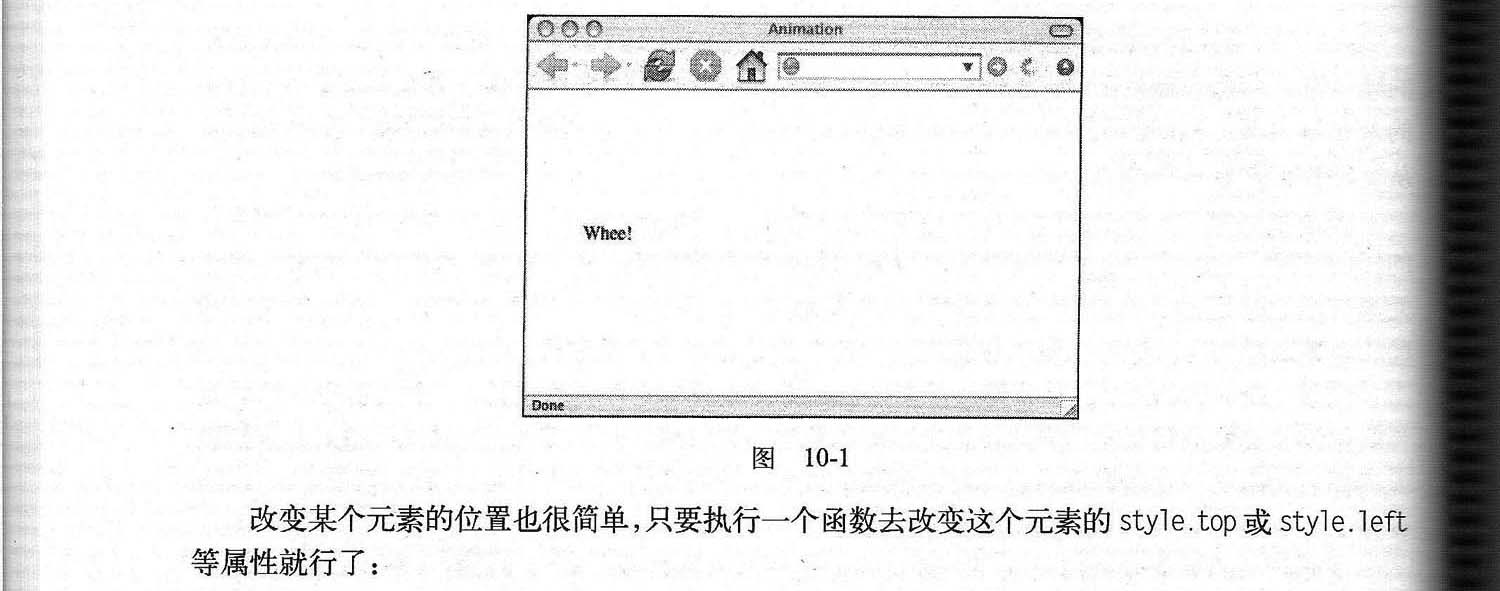 Animation
Whee!
Done
图 10-1
改变某个元素的位置也很简单,只要执行一个函数去改变这个元素的 style.top 或 style.left
等属性就行了: